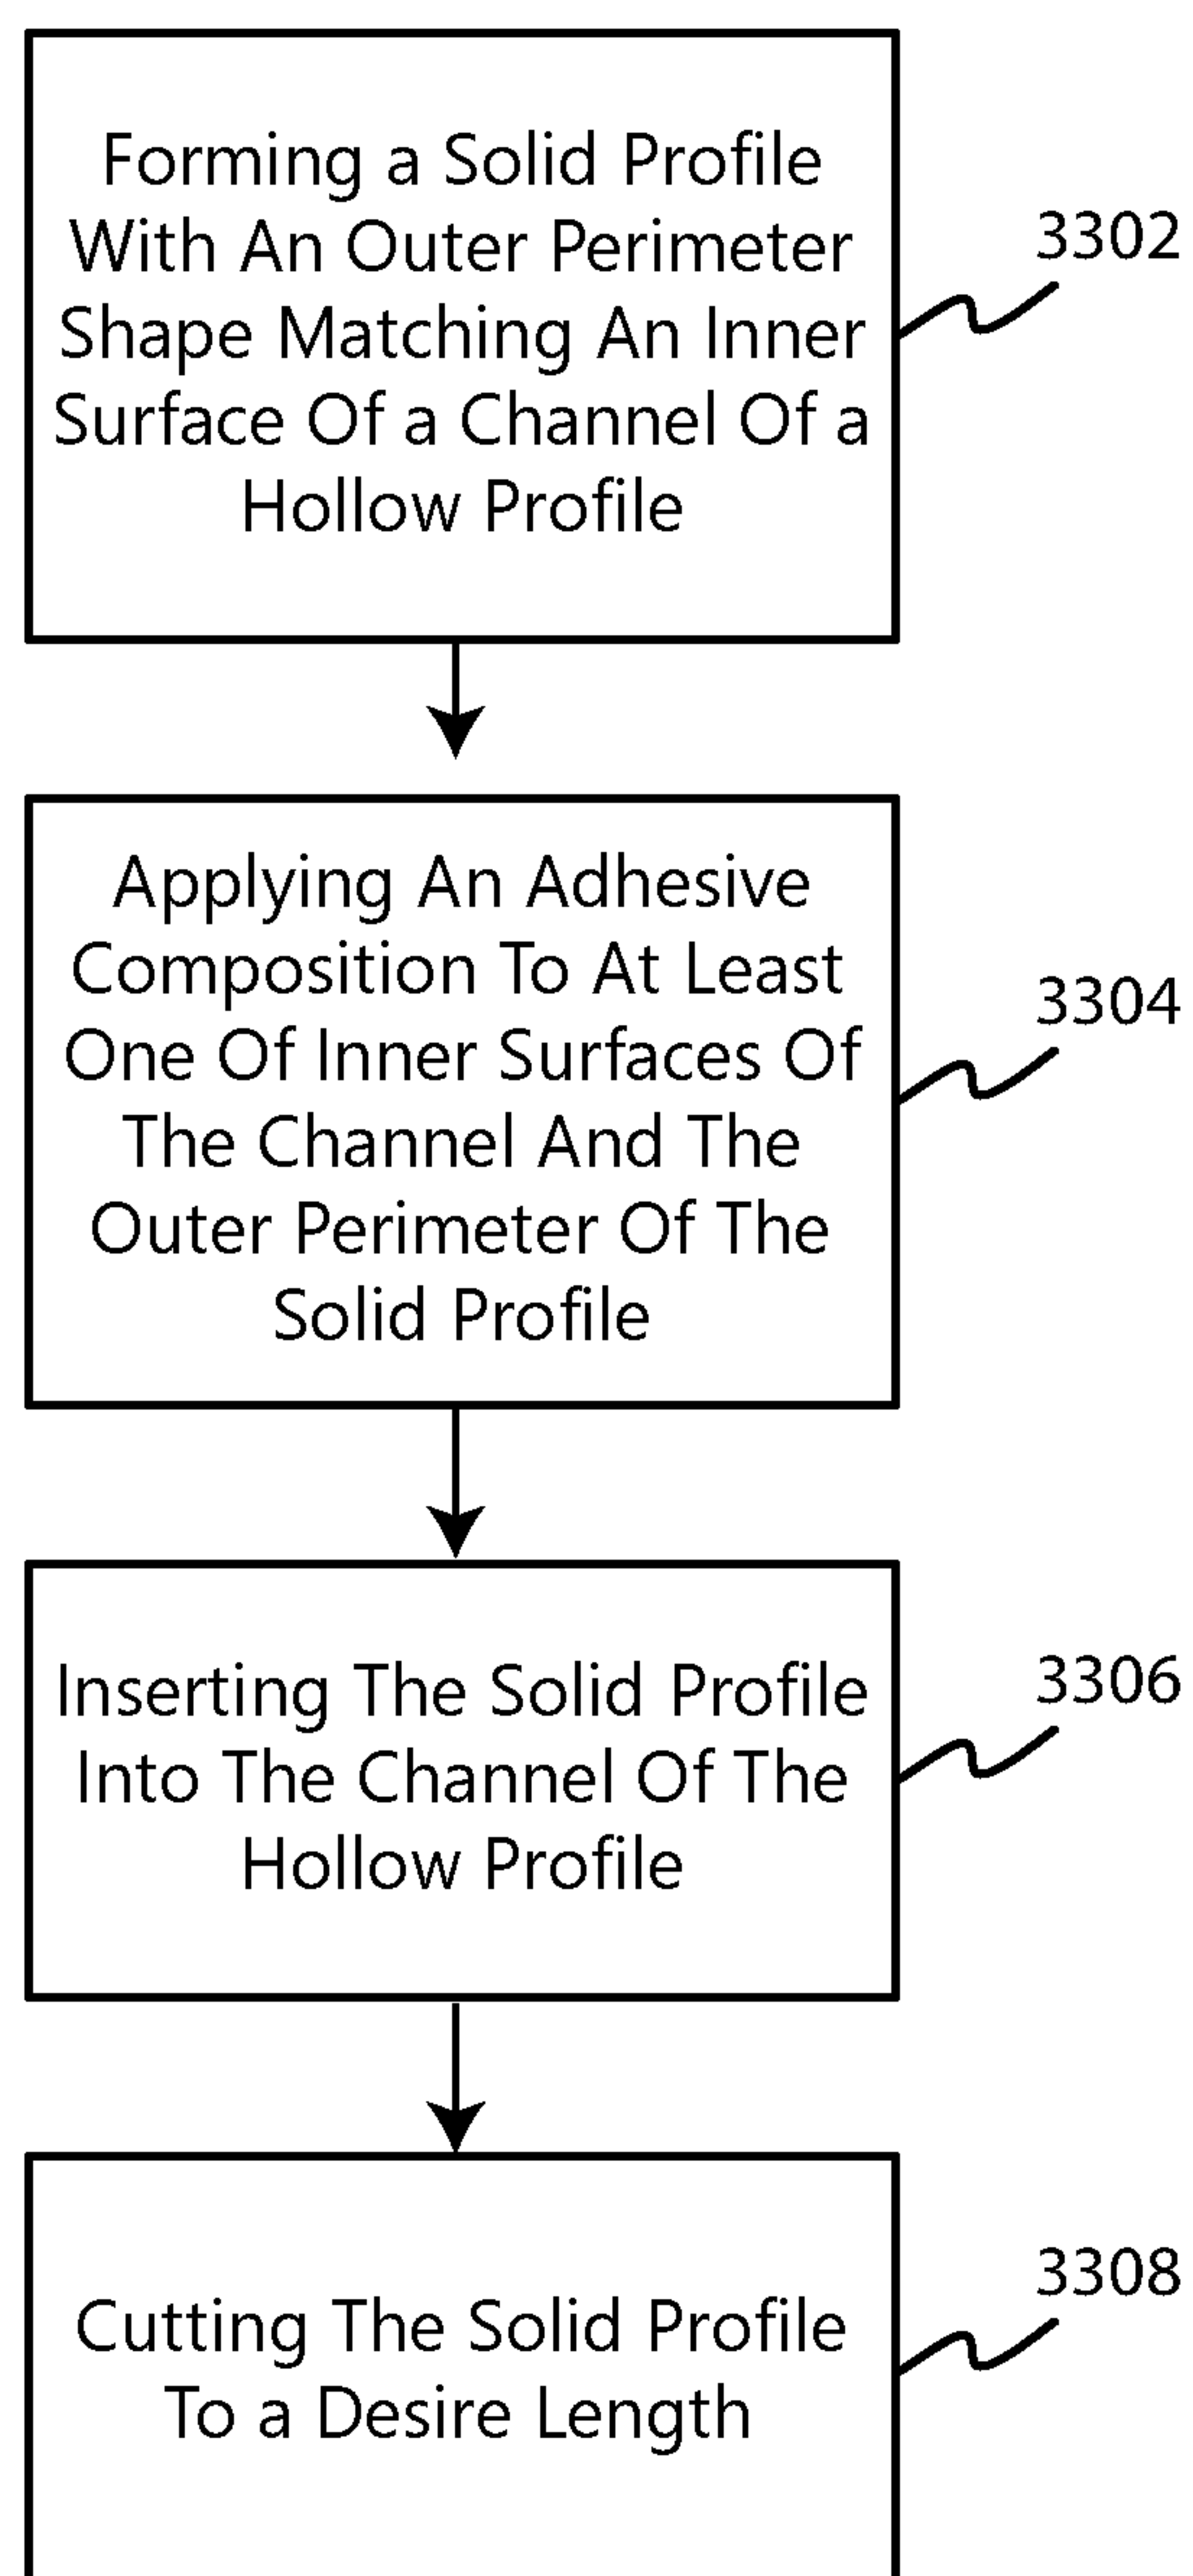 Forming a Solid Profile
With An Outer Perimeter
Shape Matching An Inner
Surface Of a Channel Of a
Hollow Profile
3302
Applying An Adhesive
Composition To At Least
One Of Inner Surfaces Of
The Channel And The
Outer Perimeter Of The
Solid Profile
3304
Inserting The Solid Profile
Into The Channel Of The
Hollow Profile
3306
Cutting The Solid Profile
To a Desire Length
3308